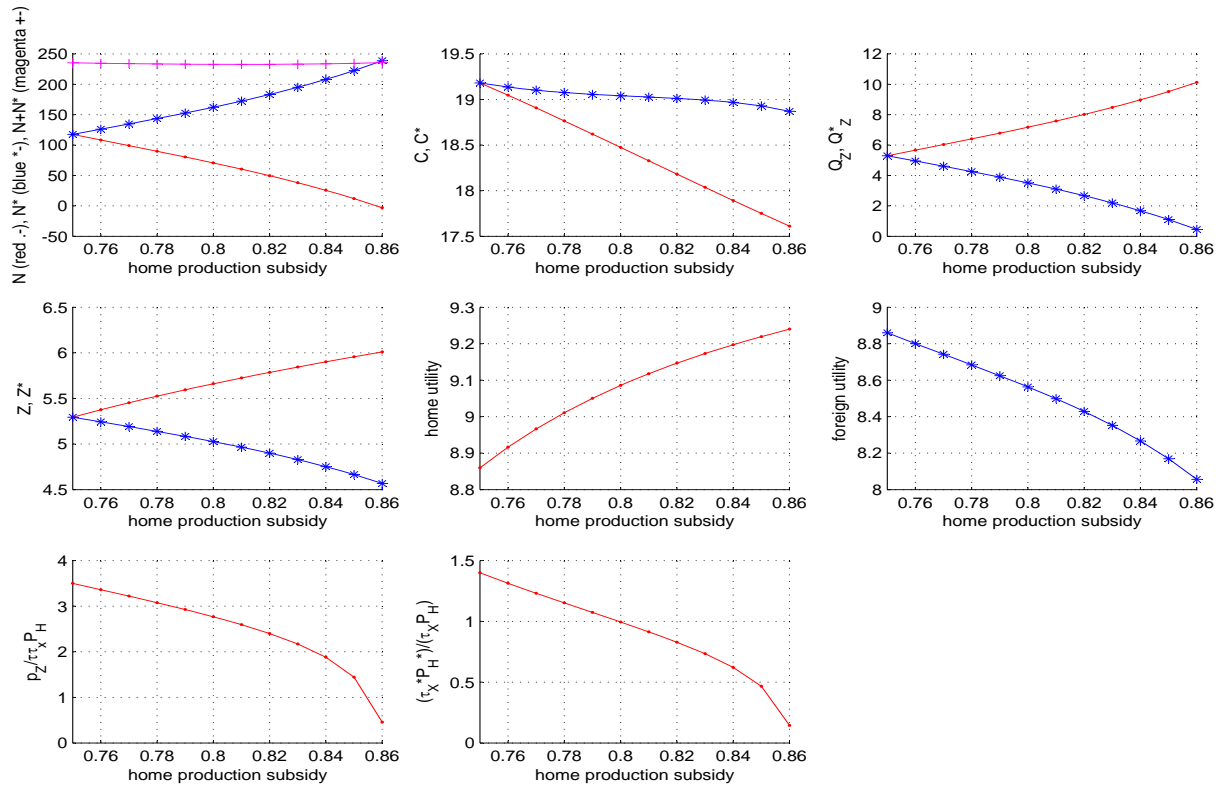 N (red -), N* (blue *-), N+N* (magenta +-)
250
200
150
100
50
0
-50
0.76 0.78 0.8 0.82 0.84 0.86
home production subsidy
C, C*
19.5
19
18.5
18
17.5
0.76 0.78 0.8 0.82 0.84 0.86
home production subsidy
Q_Z, Q*_Z
12
10
8
6
4
2
0
0.76 0.78 0.8 0.82 0.84 0.86
home production subsidy
Z, Z*
6.5
6
5.5
5
4.5
0.76 0.78 0.8 0.82 0.84 0.86
home production subsidy
home utility
9.3
9.2
9.1
9
8.9
8.8
0.76 0.78 0.8 0.82 0.84 0.86
home production subsidy
foreign utility
9
8.8
8.6
8.4
8.2
8
0.76 0.78 0.8 0.82 0.84 0.86
home production subsidy
p_Z/ττ_xP_H
4
3
2
1
0
0.76 0.78 0.8 0.82 0.84 0.86
home production subsidy
(τ_X*P_H*)/(τ_XP_H)
1.5
1
0.5
0
0.76 0.78 0.8 0.82 0.84 0.86
home production subsidy